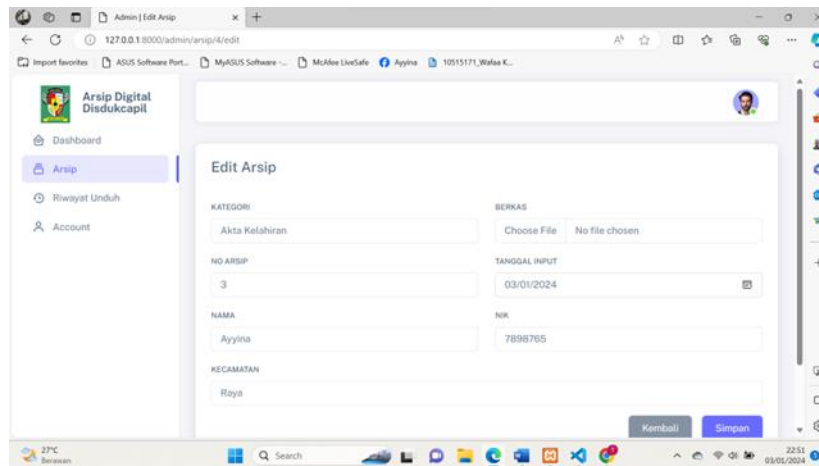 Admin | Edit Arsip
127.0.0.1:8000/admin/arsip/4/edit
Import favorites ASUS Software Port... MyASUS Software -... McAfee LiveSafe Ayyina 10515171_Wafaa K...
Arsip Digital
Disdukcapil
Dashboard
Arsip
Riwayat Unduh
Account
Edit Arsip
KATEGORI BERKAS
Akta Kelahiran Choose File No file chosen
NO ARSIP TANGGAL INPUT
3 03/01/2024
NAMA NIK
Ayyina 7898765
KECAMATAN
Raya
Kembali Simpan
27°C
Berawan
Search
22:51
03/01/2024